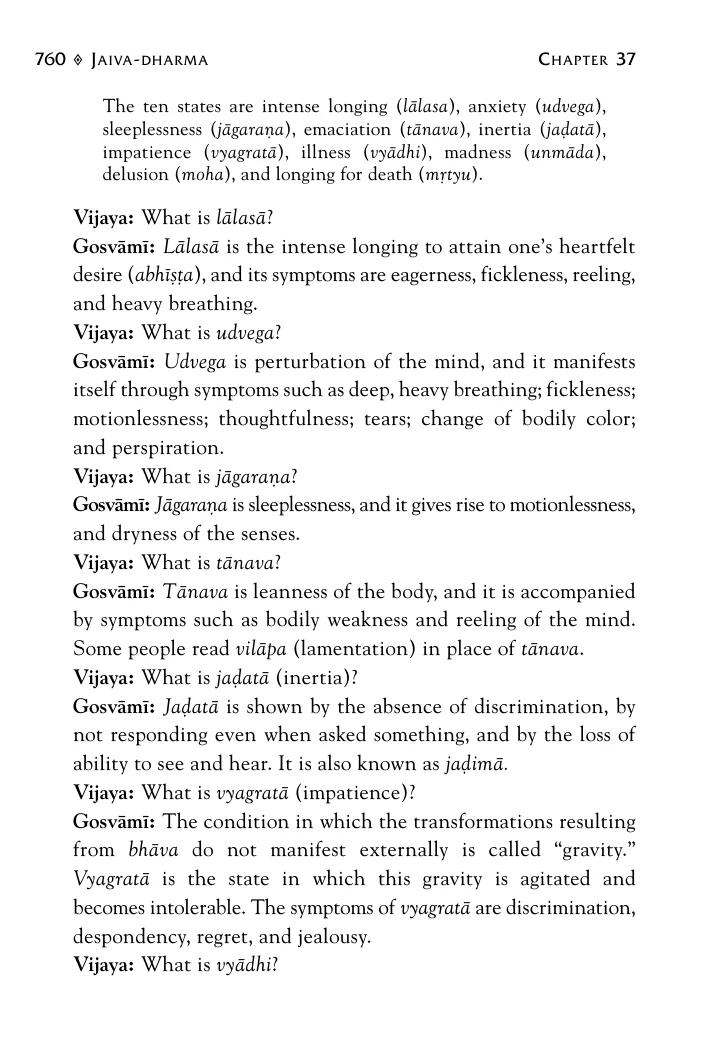 760 ◊ JAIVA-DHARMA CHAPTER 37
The ten states are intense longing (lālasa), anxiety (udvega),
sleeplessness (jāgaraṇa), emaciation (tānava), inertia (jaḍatā),
impatience (vyagratā), illness (vyādhi), madness (unmāda),
delusion (moha), and longing for death (mṛtyu).
Vijaya: What is lālasā?
Gosvāmī: Lālasā is the intense longing to attain one's heartfelt
desire (abhīṣṭa), and its symptoms are eagerness, fickleness, reeling,
and heavy breathing.
Vijaya: What is udvega?
Gosvāmī: Udvega is perturbation of the mind, and it manifests
itself through symptoms such as deep, heavy breathing; fickleness;
motionlessness; thoughtfulness; tears; change of bodily color;
and perspiration.
Vijaya: What is jāgaraṇa?
Gosvāmī: Jāgaraṇa is sleeplessness, and it gives rise to motionlessness,
and dryness of the senses.
Vijaya: What is tānava?
Gosvāmī: Tānava is leanness of the body, and it is accompanied
by symptoms such as bodily weakness and reeling of the mind.
Some people read vilāpa (lamentation) in place of tānava.
Vijaya: What is jaḍatā (inertia)?
Gosvāmī: Jaḍatā is shown by the absence of discrimination, by
not responding even when asked something, and by the loss of
ability to see and hear. It is also known as jaḍimā.
Vijaya: What is vyagratā (impatience)?
Gosvāmī: The condition in which the transformations resulting
from bhāva do not manifest externally is called “gravity.”
Vyagratā is the state in which this gravity is agitated and
becomes intolerable. The symptoms of vyagratā are discrimination,
despondency, regret, and jealousy.
Vijaya: What is vyādhi?